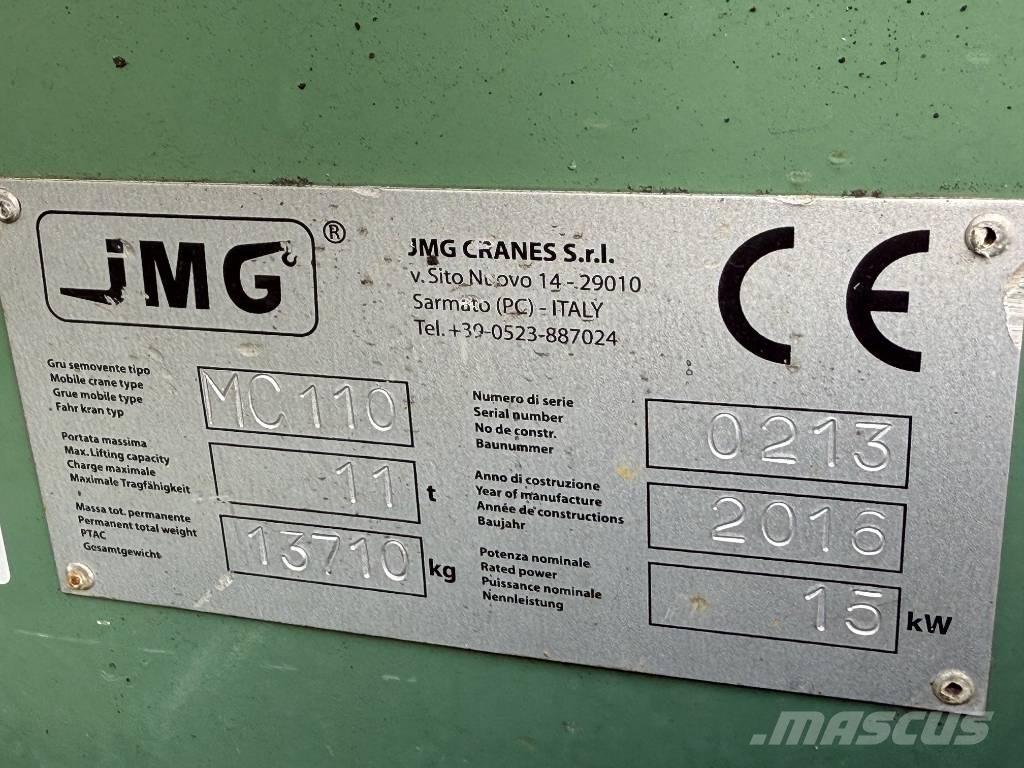 JMG ®
JMG CRANES S.r.l.
v. Sito Nuovo 14 - 29010
Sarmato (PC) - ITALY
Tel. +39-0523-887024
CE
Gru semovente tipo
Mobile crane type
Grue mobile type
Fahr kran typ
MC110
Portata massima
Max. Lifting capacity
Charge maximale
Maximale Tragfähigkeit
11 t
Massa tot. permanente
Permanent total weight
PTAC
Gesamtgewicht
13710 kg
Numero di serie
Serial number
No de constr.
Baunummer
0213
Anno di costruzione
Year of manufacture
Année de constructions
Baujahr
2016
Potenza nominale
Rated power
Puissance nominale
Nennleistung
15 kW
MASCUS